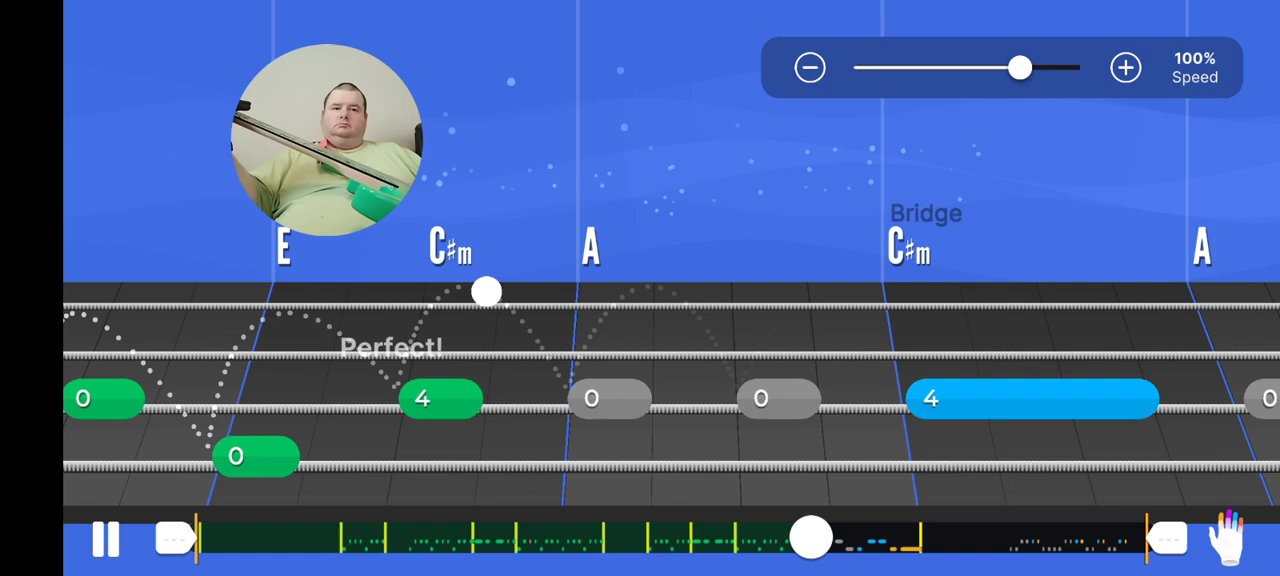 100%
Speed
Bridge
E C♯m A C♯m A
Perfect!
0 4 0 0 4 0
0